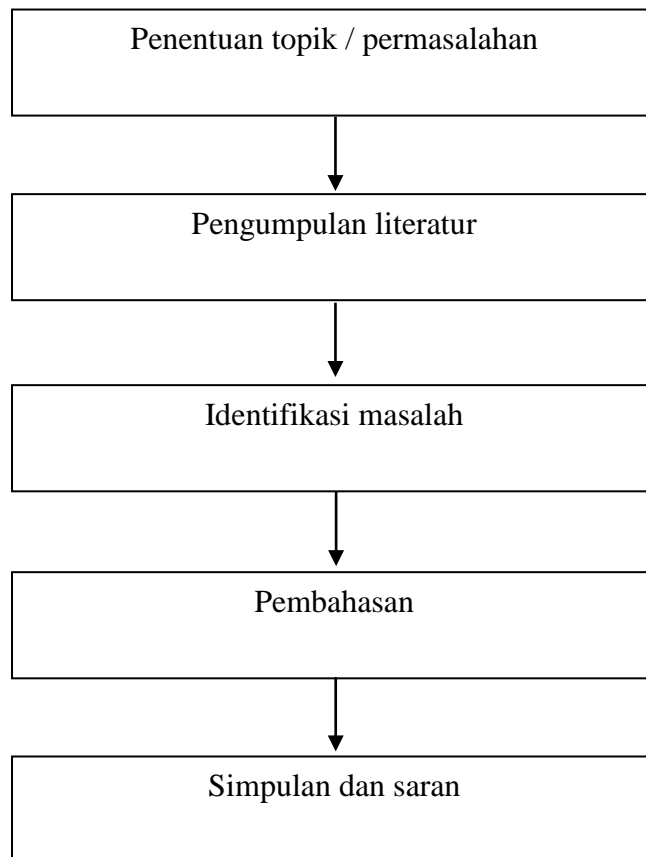 Penentuan topik / permasalahan
Pengumpulan literatur
Identifikasi masalah
Pembahasan
Simpulan dan saran